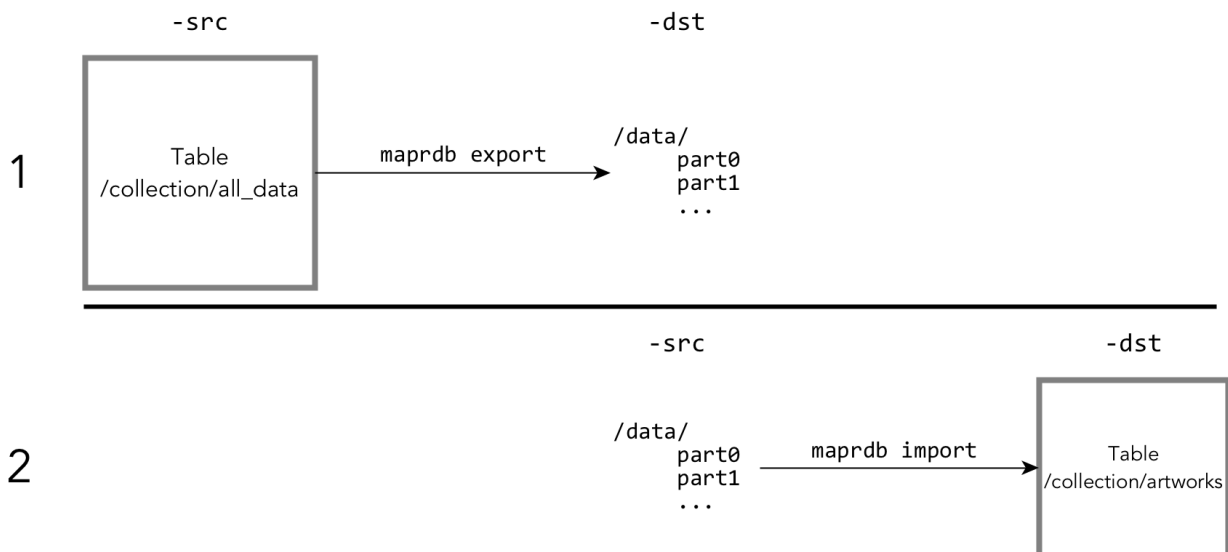 -src
-dst
1
Table
/collection/all_data
maprdb export
/data/
part0
part1
...
-src
-dst
2
/data/
part0
part1
...
maprdb import
Table
/collection/artworks